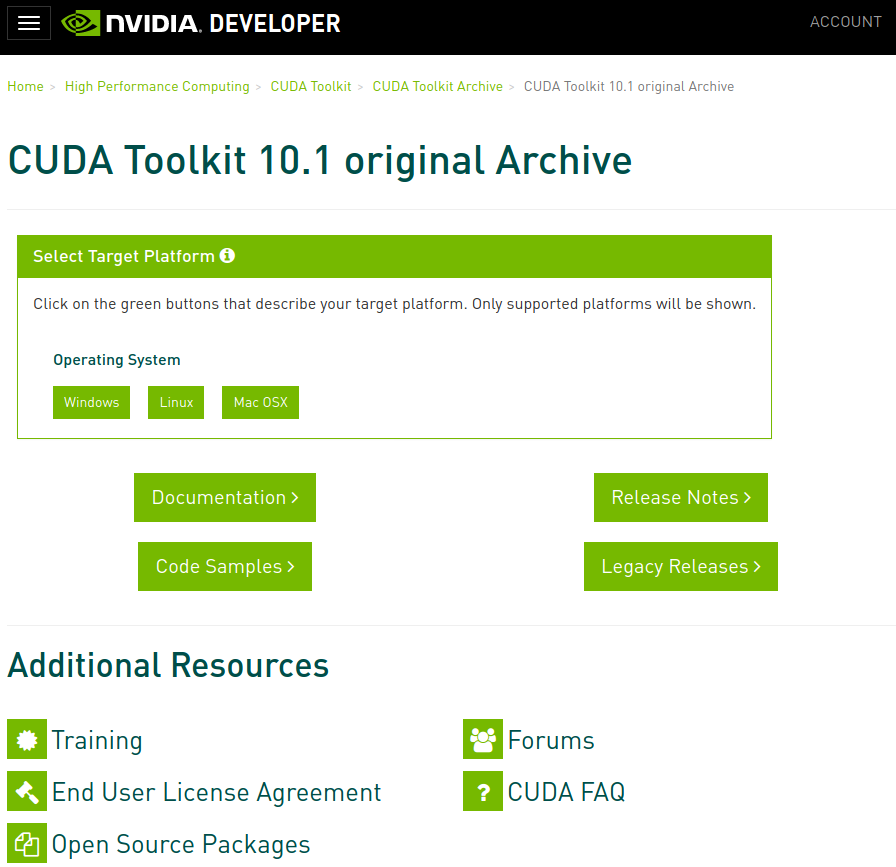 NVIDIA. DEVELOPER
ACCOUNT
Home > High Performance Computing > CUDA Toolkit > CUDA Toolkit Archive > CUDA Toolkit 10.1 original Archive
CUDA Toolkit 10.1 original Archive
Select Target Platform
Click on the green buttons that describe your target platform. Only supported platforms will be shown.
Operating System
Windows Linux Mac OSX
Documentation > Release Notes >
Code Samples > Legacy Releases >
Additional Resources
Training Forums
End User License Agreement ? CUDA FAQ
Open Source Packages